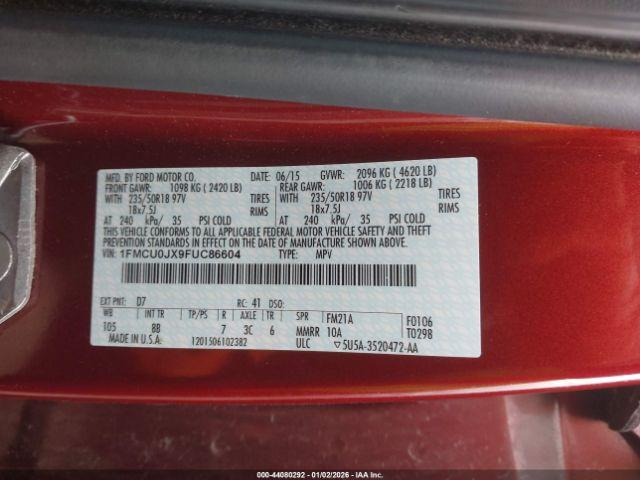 MFD. BY FORD MOTOR CO. DATE: 06/15 GVWR: 2096 KG ( 4620 LB)
FRONT GAWR: 1098 KG ( 2420 LB) REAR GAWR: 1006 KG ( 2218 LB)
WITH 235/50R18 97V TIRES WITH 235/50R18 97V TIRES
18x7.5J RIMS 18x7.5J RIMS
AT 240 kPa/ 35 PSI COLD AT 240 kPa/ 35 PSI COLD
THIS VEHICLE CONFORMS TO ALL APPLICABLE FEDERAL MOTOR VEHICLE SAFETY AND
THEFT PREVENTION STANDARDS IN EFFECT ON THE DATE OF MANUFACTURE SHOWN ABOVE.
VIN: 1FMCU0JX9FUC86604 TYPE: MPV
EXT PNT: D7 RC: 41 DSO:
WB INT TR TP/PS R AXLE TR SPR FM21A F0106
105 8B 7 3C 6 MMRR 10A T0298
MADE IN U.S.A. 1201506102382 ULC ▽5U5A-3520472-AA
000-44080292 - 01/02/2026 - IAA Inc.